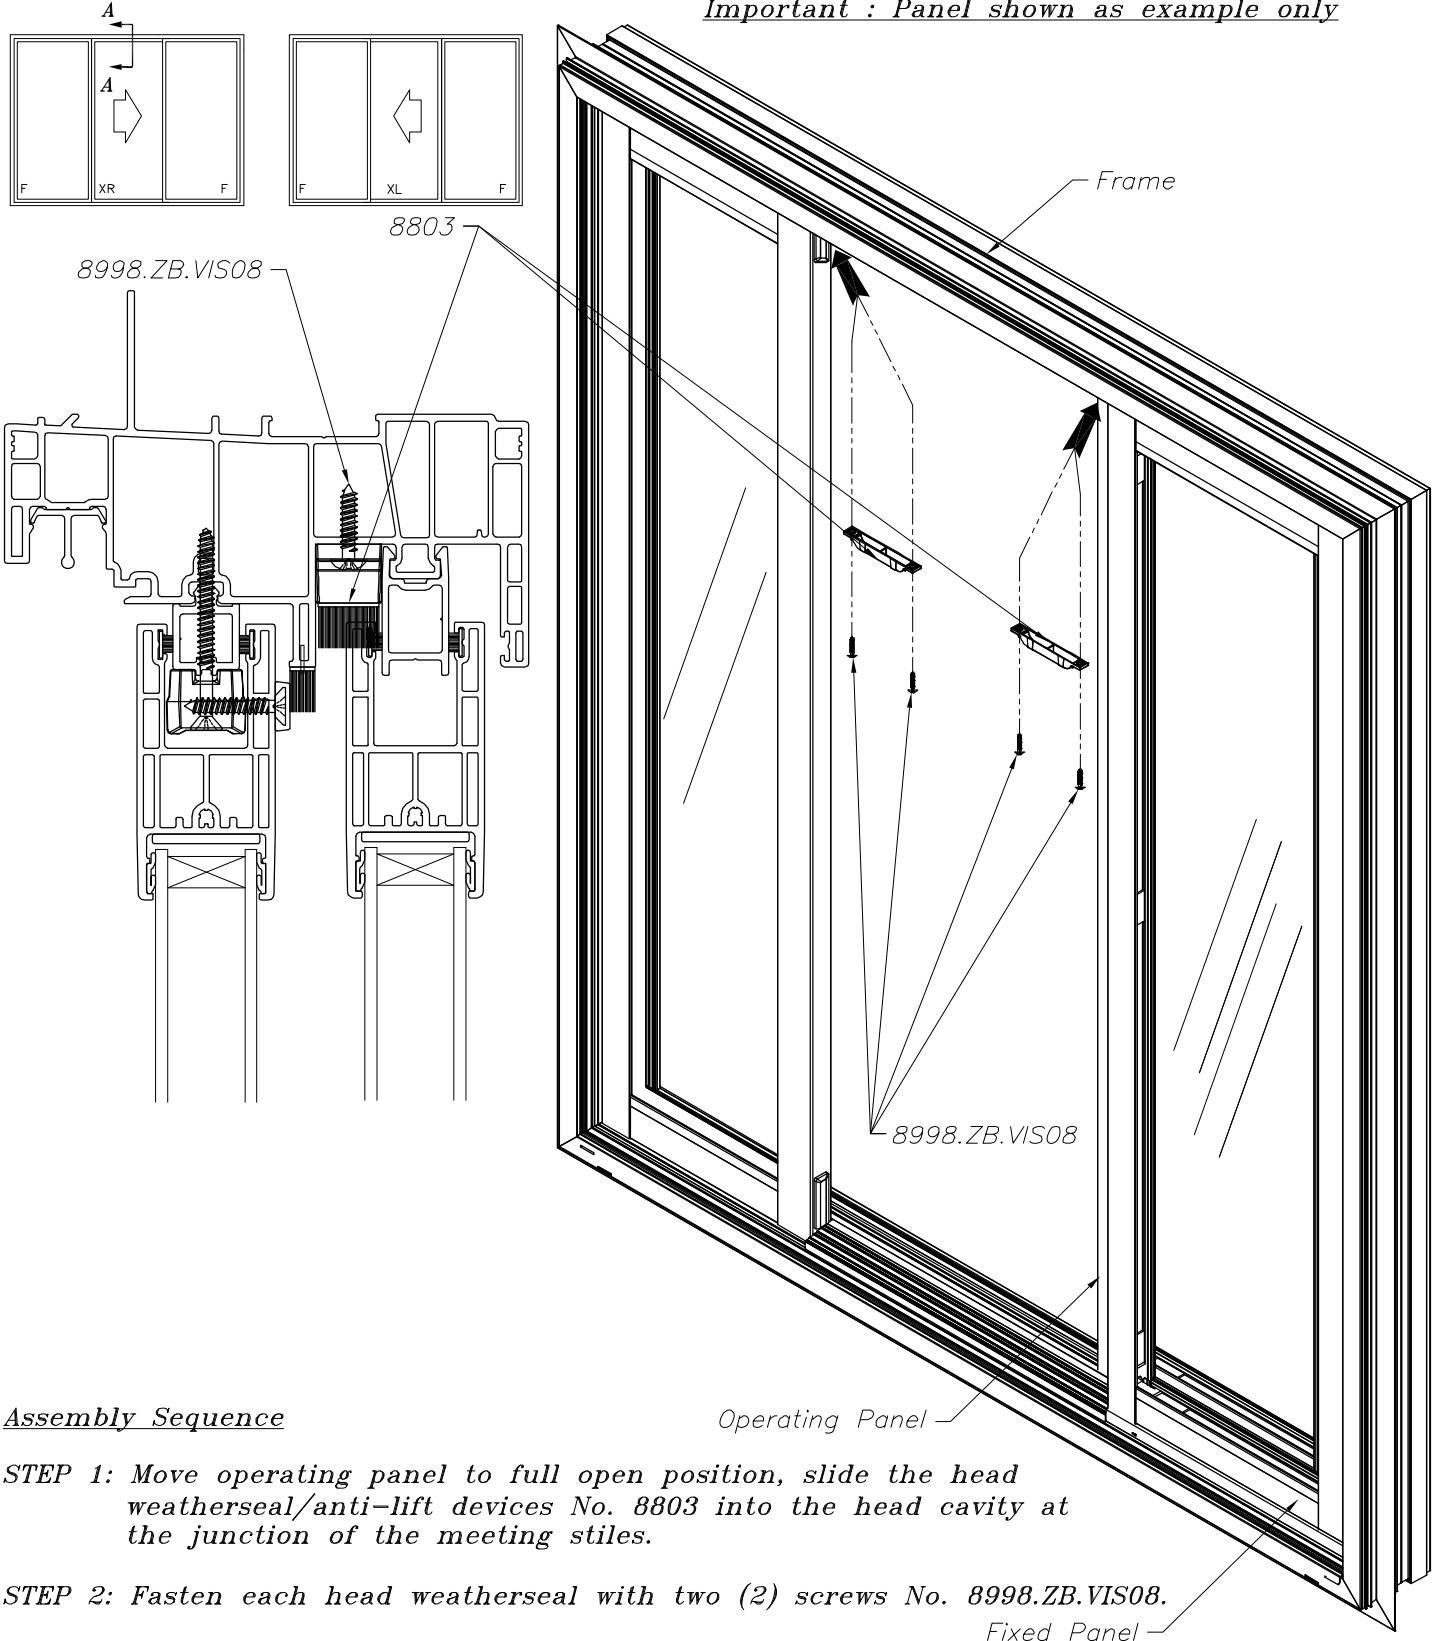 Important : Panel shown as example only
A
A
F
XR
F
F
XL
F
Frame
8803
8998.ZB.VIS08
8998.ZB.VIS08
Operating Panel
Assembly Sequence
STEP 1: Move operating panel to full open position, slide the head
weatherseal/anti-lift devices No. 8803 into the head cavity at
the junction of the meeting stiles.
STEP 2: Fasten each head weatherseal with two (2) screws No. 8998.ZB.VIS08.
Fixed Panel